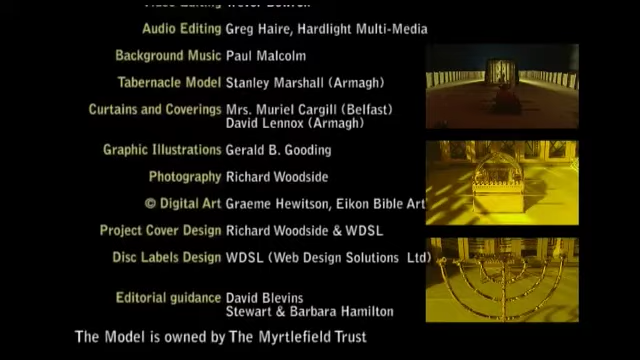 Audio Editing Greg Haire, Hardlight Multi-Media
Background Music Paul Malcolm
Tabernacle Model Stanley Marshall (Armagh)
Curtains and Coverings Mrs. Muriel Cargill (Belfast)
David Lennox (Armagh)
Graphic Illustrations Gerald B. Gooding
Photography Richard Woodside
© Digital Art Graeme Hewitson, Eikon Bible Art
Project Cover Design Richard Woodside & WDSL
Disc Labels Design WDSL (Web Design Solutions Ltd)
Editorial guidance David Blevins
Stewart & Barbara Hamilton
The Model is owned by The Myrtlefield Trust